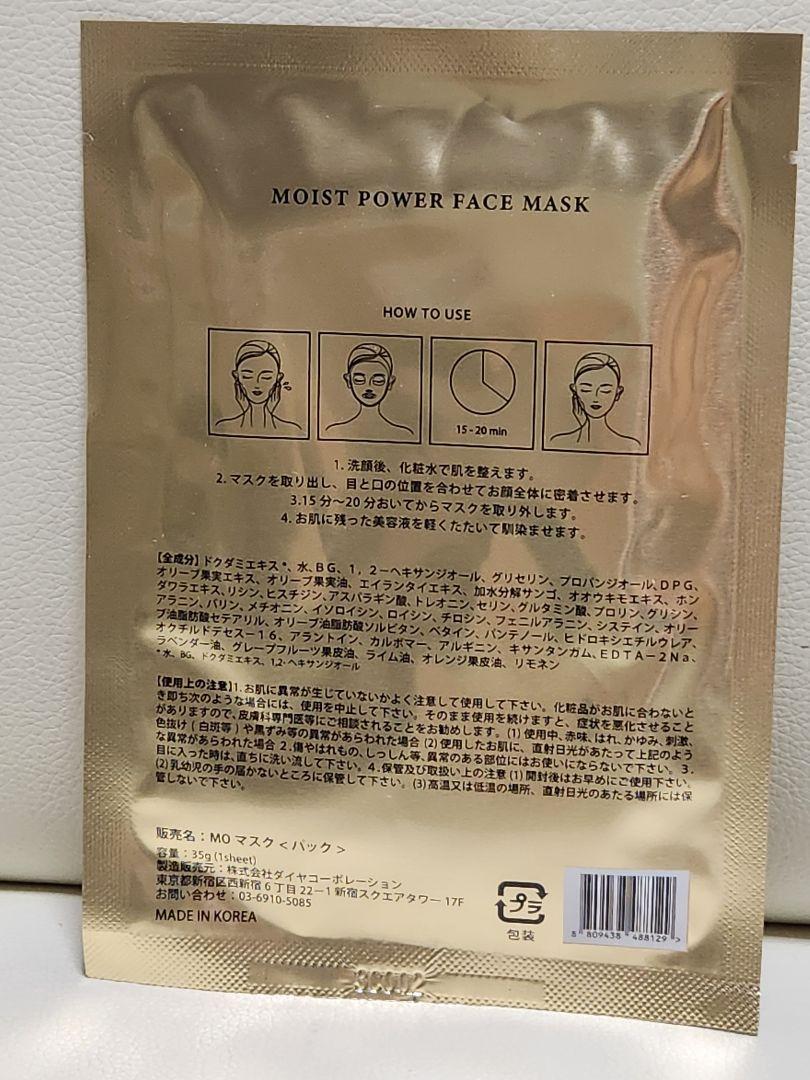 MOIST POWER FACE MASK
HOW TO USE
15 - 20 min
1. 洗顔後、化粧水で肌を整えます。
2. マスクを取り出し、目と口の位置を合わせてお顔全体に密着させます。
3.15 分～20 分おいてからマスクを取り外します。
4. お肌に残った美容液を軽くたたいて馴染ませます。
【全成分】ドクダミエキス*、水、BG、1，2－ヘキサンジオール、グリセリン、プロパンジオール、DPG、
オリーブ果実エキス、オリーブ果実油、エイランタイエキス、加水分解サンゴ、オオウキモエキス、ホン
ダワラエキス、リシン、ヒスチジン、アスパラギン酸、トレオニン、セリン、グルタミン酸、プロリン、グリシン、
アラニン、バリン、メチオニン、イソロイシン、ロイシン、チロシン、フェニルアラニン、システイン、オリー
ブ油脂肪酸セテアリル、オリーブ油脂肪酸ソルビタン、ベタイン、パンテノール、ヒドロキシエチルウレア、
オクチルドデセス－16、アラントイン、カルボマー、アルギニン、キサンタンガム、EDTA－2Na、
ラベンダー油、グレープフルーツ果皮油、ライム油、オレンジ果皮油、リモネン
*水、BG、ドクダミエキス、1,2-ヘキサンジオール
【使用上の注意】1. お肌に異常が生じていないかよく注意して使用して下さい。化粧品がお肌に合わないと
き即ち次のような場合には、使用を中止して下さい。そのまま使用を続けますと、症状を悪化させること
がありますので、皮膚科専門医等にご相談されることをお勧めします。(1) 使用中、赤味、はれ、かゆみ、刺激、
色抜け ( 白斑等 ) や黒ずみ等の異常があらわれた場合 (2) 使用したお肌に、直射日光があたって上記のよう
な異常があらわれた場合 2. 傷やはれもの、しっしん等、異常のある部位にはお使いにならないで下さい。3.
目に入った時は、直ちに洗い流して下さい。4. 保管及び取扱い上の注意 (1) 開封後はお早めにご使用下さい。
(2) 乳幼児の手の届かないところに保管して下さい。(3) 高温又は低温の場所、直射日光のあたる場所には保
管しないで下さい。
販売名：MO マスク < パック >
容量：35g (1sheet)
製造販売元：株式会社ダイヤコーポレーション
東京都新宿区西新宿 6 丁目 22－1 新宿スクエアタワー 17F
お問い合わせ：03-6910-5085
MADE IN KOREA
プラ
包装
8 809438 488129 >